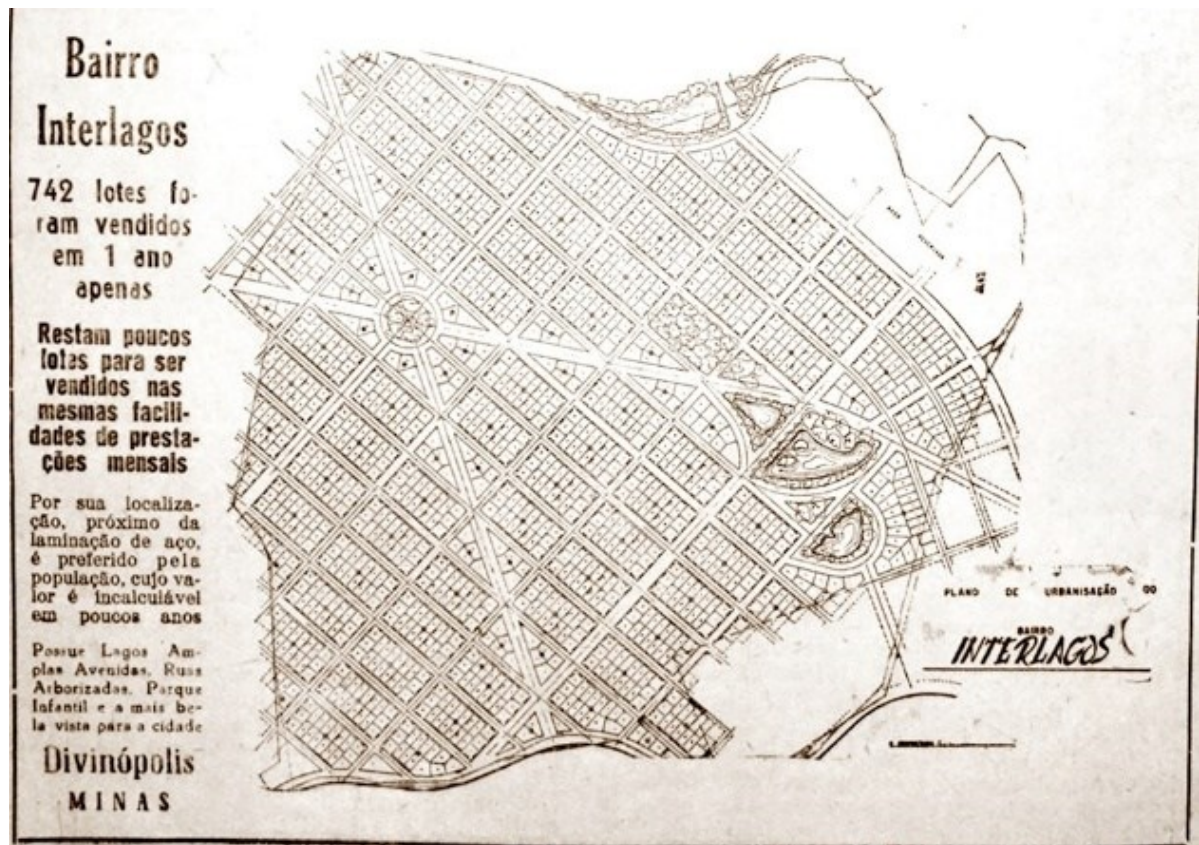 Bairro
Interlagos
742 lotes fo-
ram vendidos
em 1 ano
apenas
Restam poucos
lotes para ser
vendidos nas
mesmas facili-
dades de presta-
ções mensais
Por sua localiza-
ção, próximo da
laminação de aço,
é preferido pela
população, cujo va-
lor é incalculável
em poucos anos
Possue Lagos Am-
plas Avenidas, Ruas
Arborizadas, Parque
Infantil e a mais be-
la vista para a cidade
Divinópolis
MINAS
PLANO DE URBANISAÇÃO DO
BAIRRO
INTERLAGOS